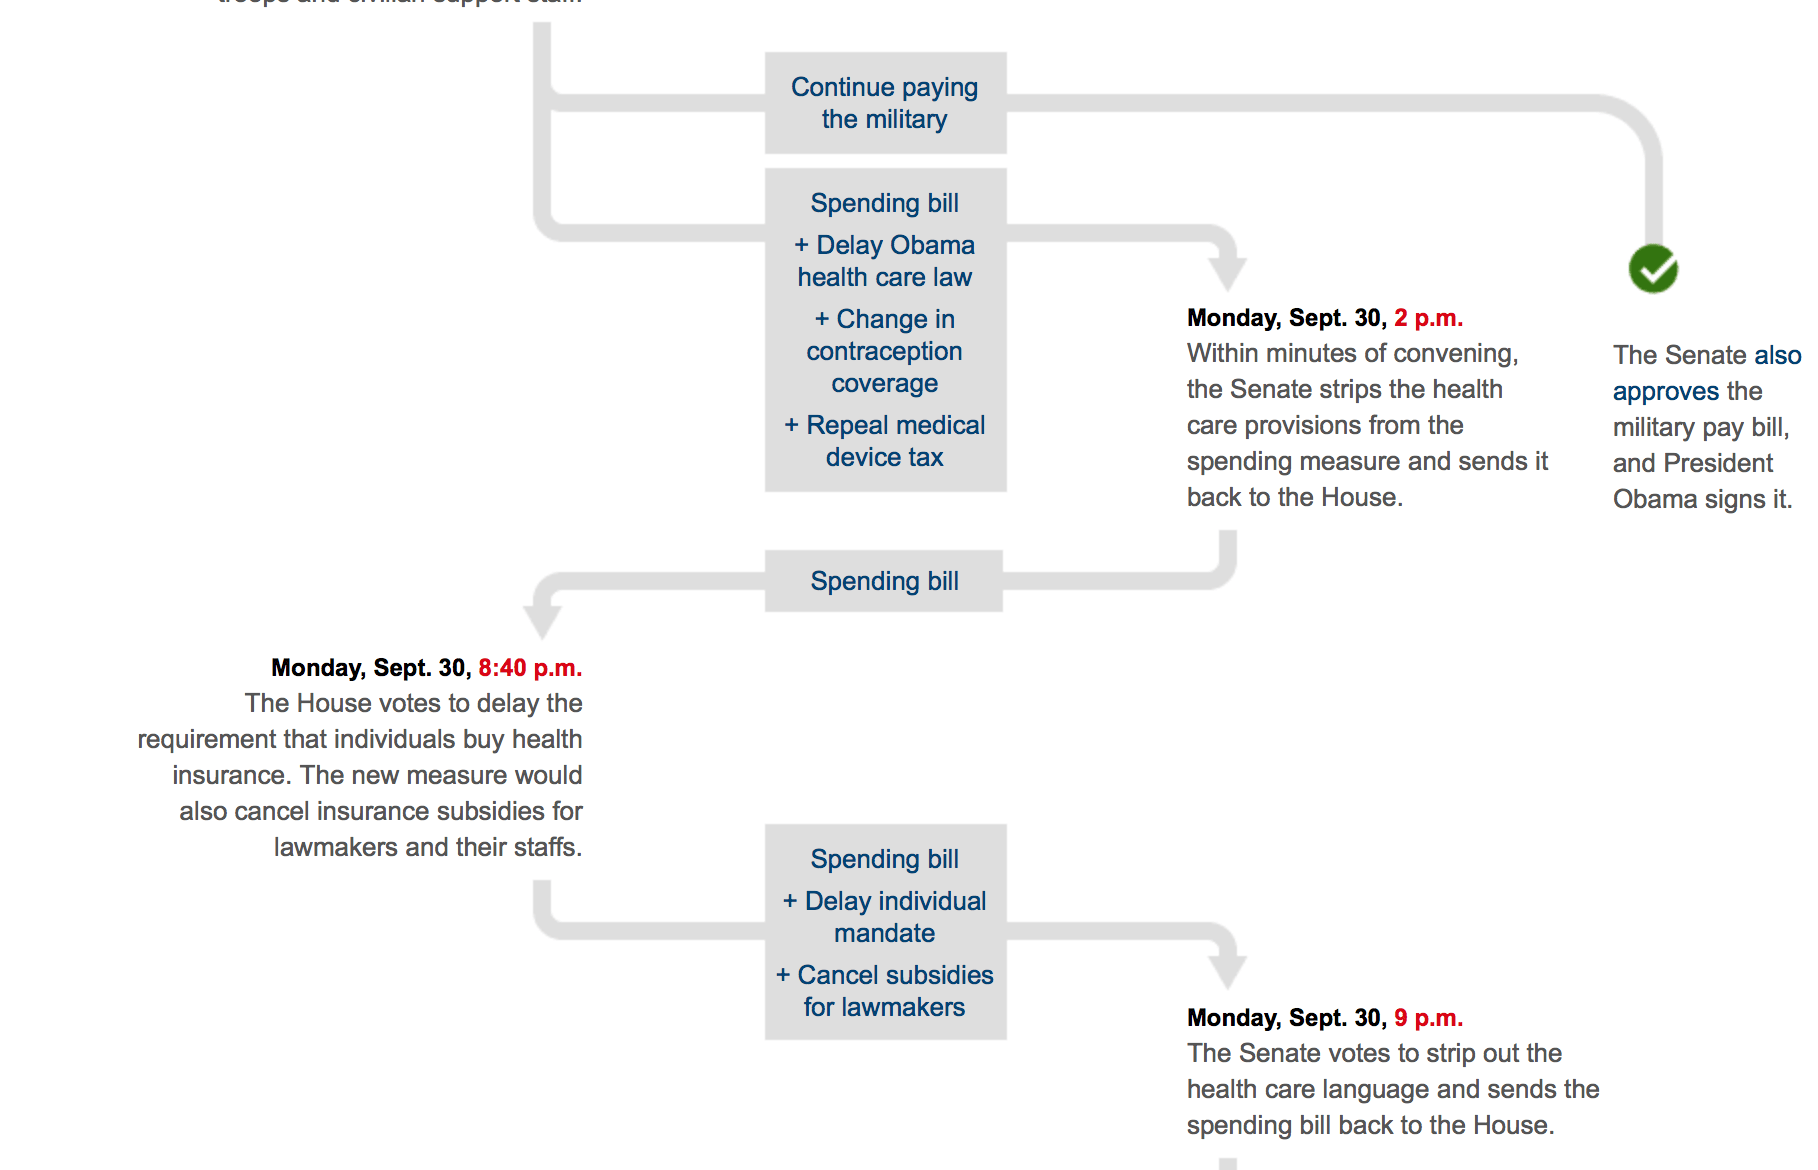 troops and civilian support staff.
Continue paying
the military
Spending bill
+ Delay Obama
health care law
+ Change in
contraception
coverage
+ Repeal medical
device tax
Monday, Sept. 30, 2 p.m.
Within minutes of convening,
the Senate strips the health
care provisions from the
spending measure and sends it
back to the House.
The Senate also
approves the
military pay bill,
and President
Obama signs it.
Spending bill
Monday, Sept. 30, 8:40 p.m.
The House votes to delay the
requirement that individuals buy health
insurance. The new measure would
also cancel insurance subsidies for
lawmakers and their staffs.
Spending bill
+ Delay individual
mandate
+ Cancel subsidies
for lawmakers
Monday, Sept. 30, 9 p.m.
The Senate votes to strip out the
health care language and sends the
spending bill back to the House.